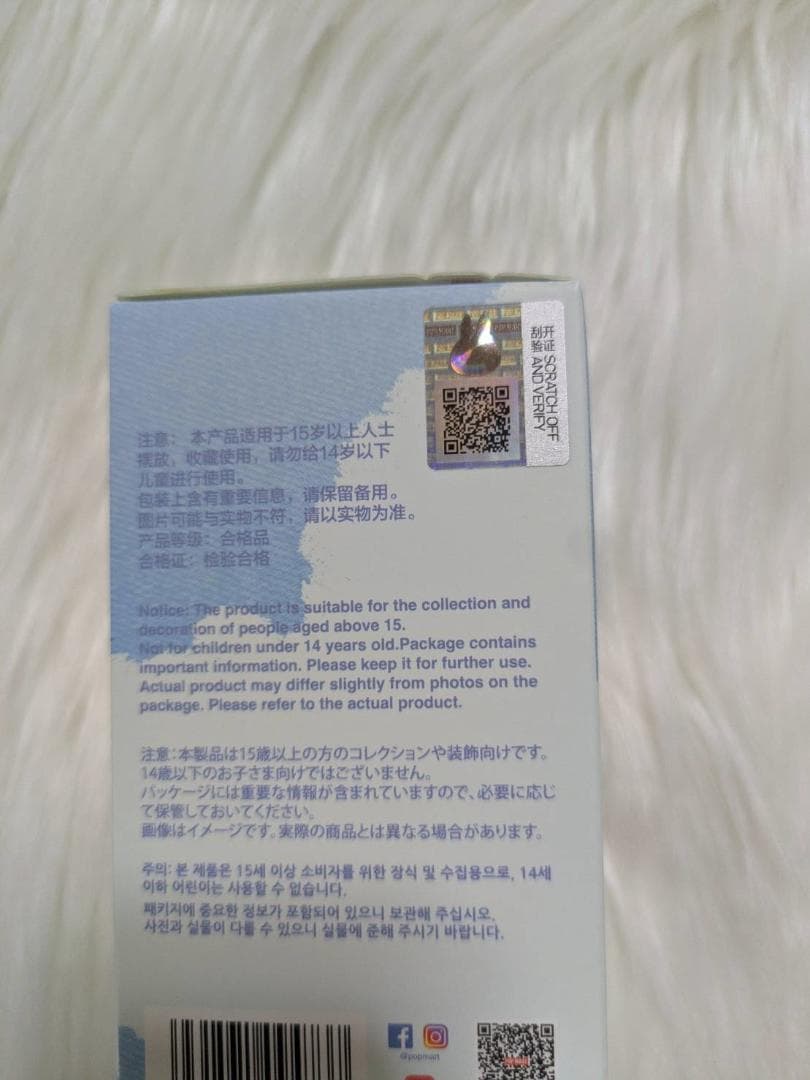 刮开
验证
SCRATCH OFF
AND VERIFY
注意：本产品适用于15岁以上人士
摆放，收藏使用，请勿给14岁以下
儿童进行使用。
包装上含有重要信息，请保留备用。
图片可能与实物不符，请以实物为准。
产品等级：合格品
合格证：检验合格
Notice: The product is suitable for the collection and
decoration of people aged above 15.
Not for children under 14 years old.Package contains
important information. Please keep it for further use.
Actual product may differ slightly from photos on the
package. Please refer to the actual product.
注意：本製品は15歳以上の方のコレクションや装飾向けです。
14歳以下のお子さま向けではございません。
パッケージには重要な情報が含まれていますので、必要に応じ
て保管しておいてください。
画像はイメージです。実際の商品とは異なる場合があります。
주의: 본 제품은 15세 이상 소비자를 위한 장식 및 수집용으로, 14세
이하 어린이는 사용할 수 없습니다.
패키지에 중요한 정보가 포함되어 있으니 보관해 주십시오.
사진과 실물이 다를 수 있으니 실물에 준해 주시기 바랍니다.
@popmart
POP MART